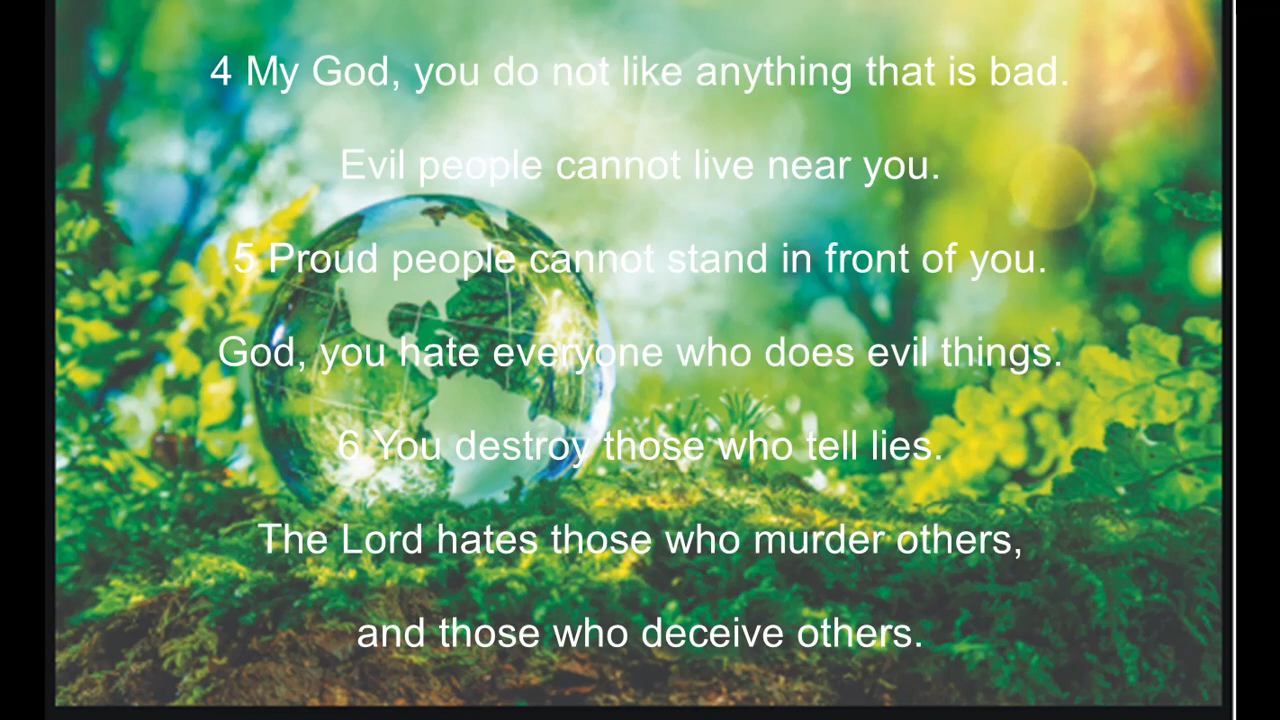 4 My God, you do not like anything that is bad.
Evil people cannot live near you.
5 Proud people cannot stand in front of you.
God, you hate everyone who does evil things.
6 You destroy those who tell lies.
The Lord hates those who murder others,
and those who deceive others.